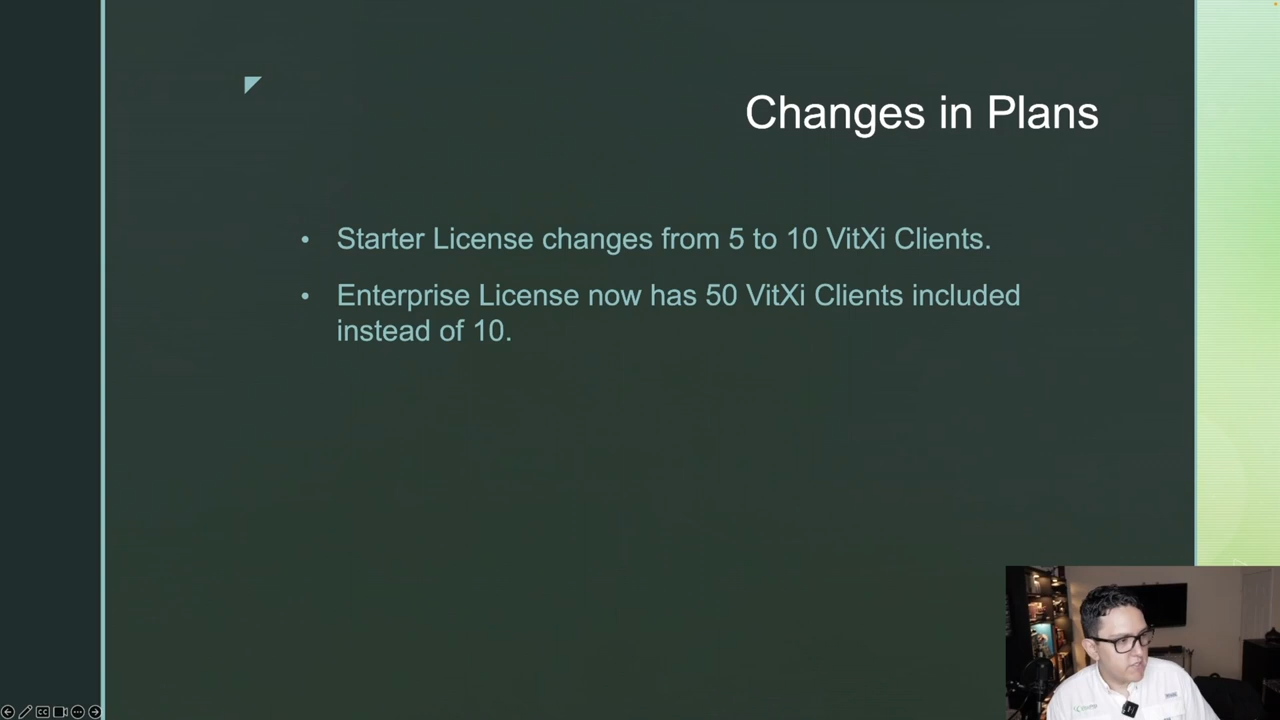 Changes in Plans
• Starter License changes from 5 to 10 VitXi Clients.
• Enterprise License now has 50 VitXi Clients included
instead of 10.